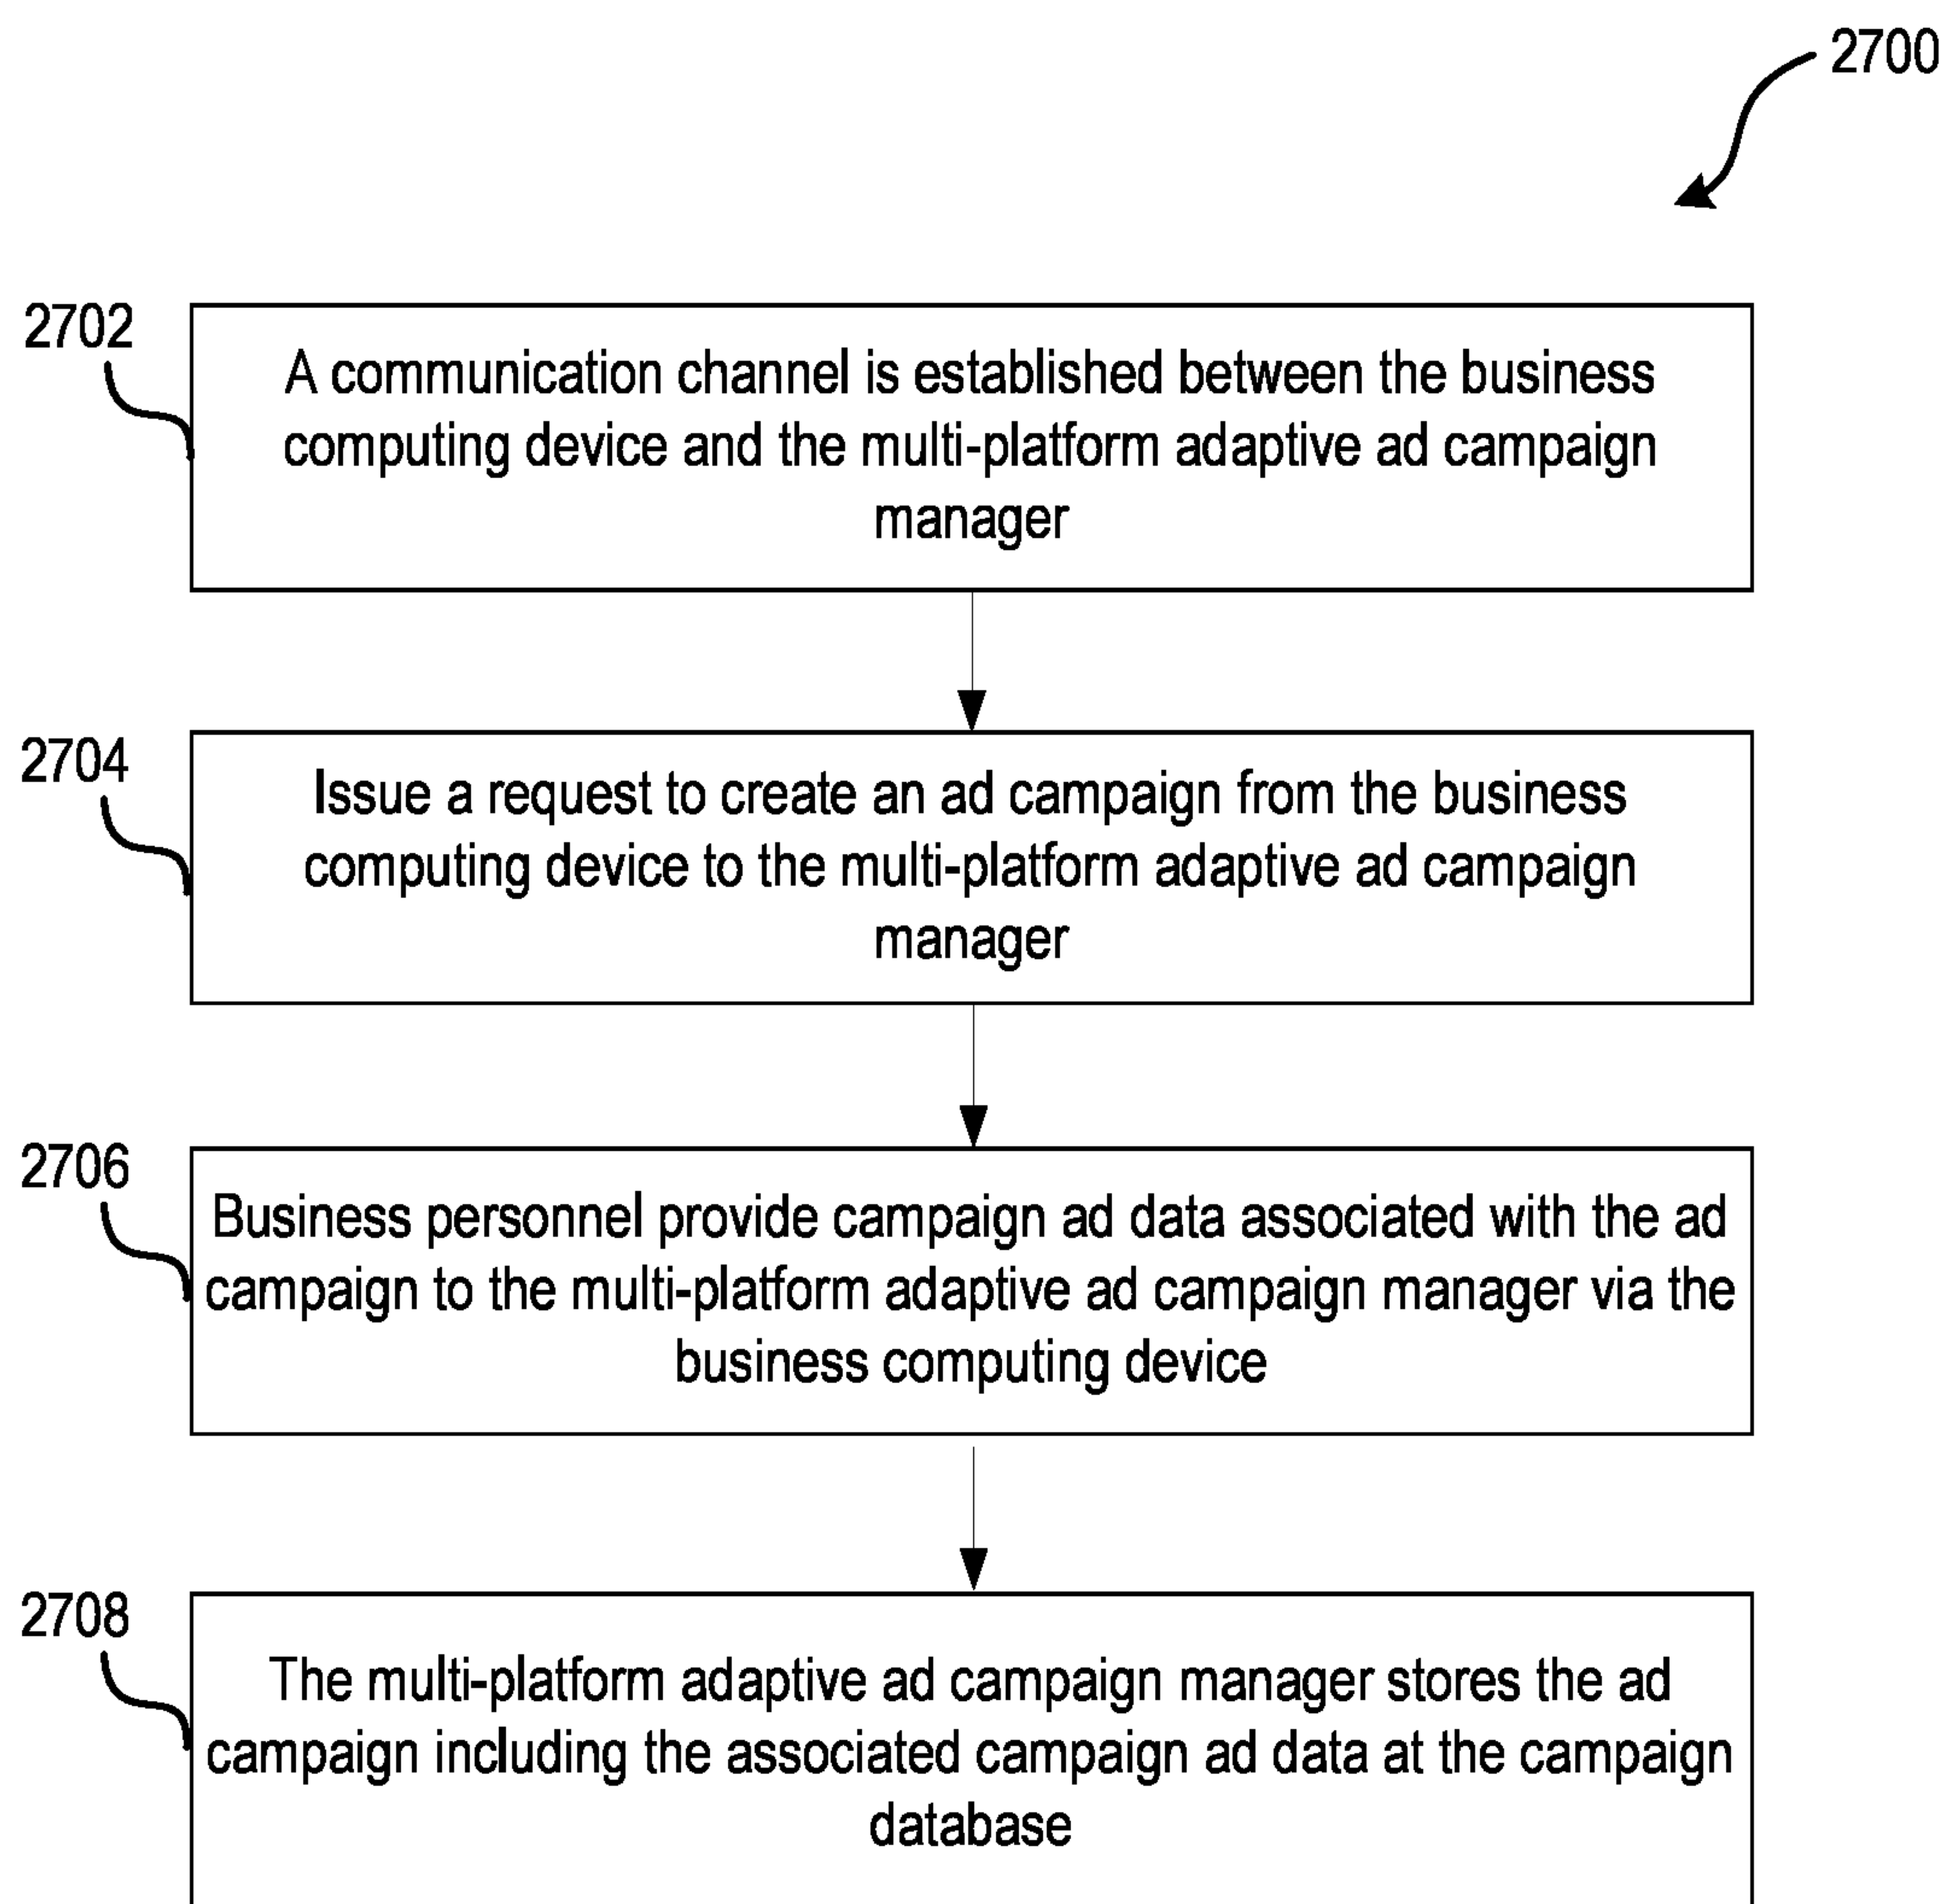 2700
2702
A communication channel is established between the business
computing device and the multi-platform adaptive ad campaign
manager
2704
Issue a request to create an ad campaign from the business
computing device to the multi-platform adaptive ad campaign
manager
2706
Business personnel provide campaign ad data associated with the ad
campaign to the multi-platform adaptive ad campaign manager via the
business computing device
2708
The multi-platform adaptive ad campaign manager stores the ad
campaign including the associated campaign ad data at the campaign
database